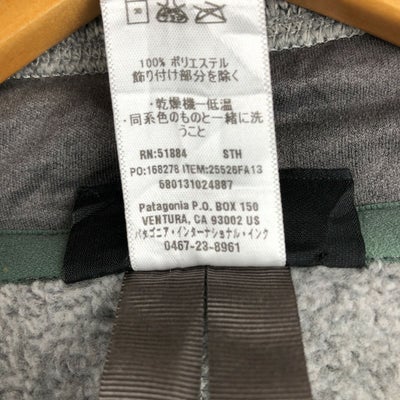 100% ポリエステル
飾り付け部分を除く
・乾燥機ー低温
・同系色のものと一緒に洗
うこと
RN:51884 STH
PO:168278 ITEM:25526FA13
680131024887
Patagonia P.O. BOX 150
VENTURA, CA 93002 US
パタゴニア・インターナショナル・インク
0467-23-8961